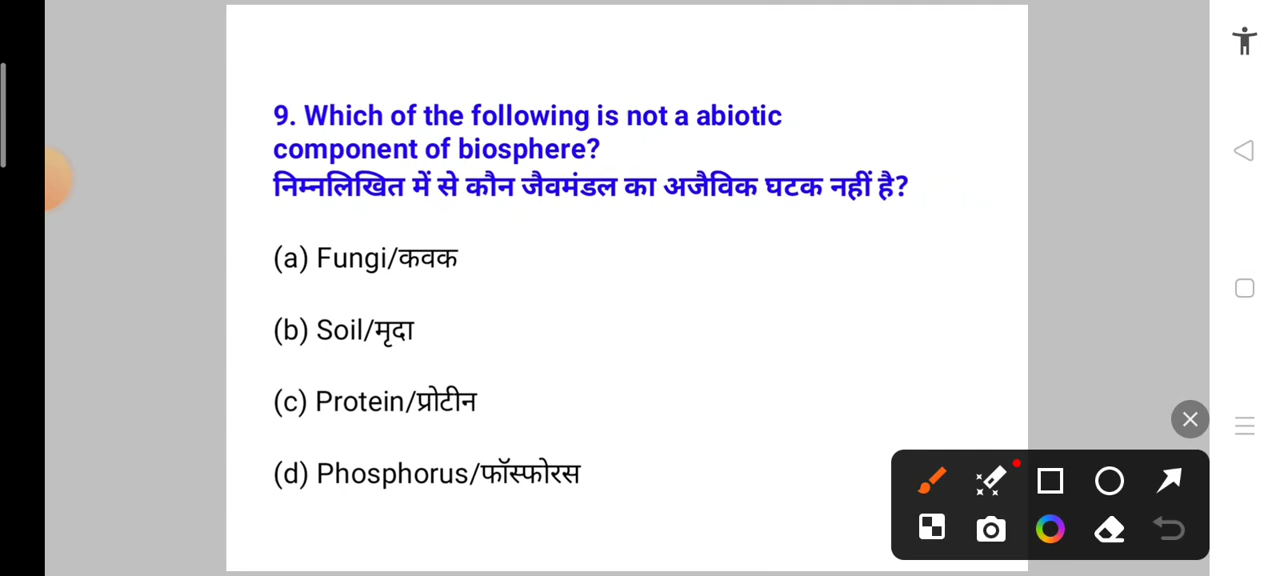 9. Which of the following is not a abiotic
component of biosphere?
निम्नलिखित में से कौन जैवमंडल का अजैविक घटक नहीं है?
(a) Fungi/कवक
(b) Soil/मृदा
(c) Protein/प्रोटीन
(d) Phosphorus/फॉस्फोरस